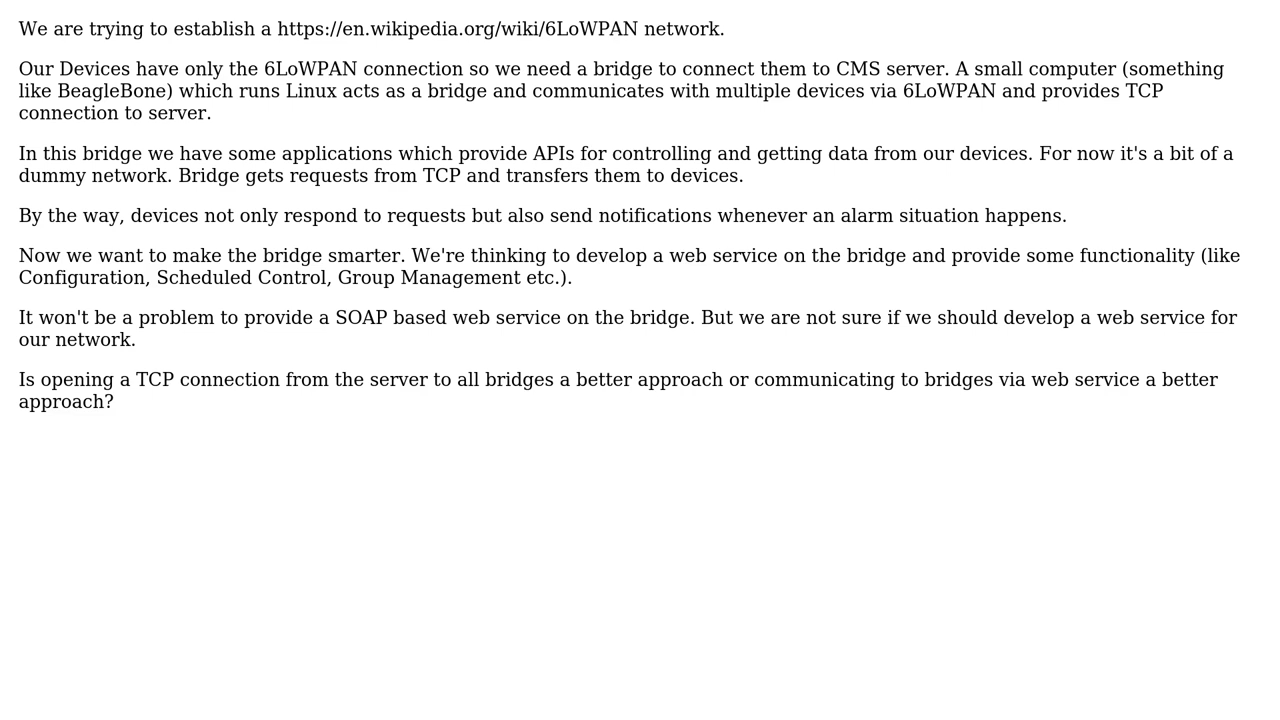 We are trying to establish a https://en.wikipedia.org/wiki/6LoWPAN network.
Our Devices have only the 6LoWPAN connection so we need a bridge to connect them to CMS server. A small computer (something
like BeagleBone) which runs Linux acts as a bridge and communicates with multiple devices via 6LoWPAN and provides TCP
connection to server.
In this bridge we have some applications which provide APIs for controlling and getting data from our devices. For now it's a bit of a
dummy network. Bridge gets requests from TCP and transfers them to devices.
By the way, devices not only respond to requests but also send notifications whenever an alarm situation happens.
Now we want to make the bridge smarter. We're thinking to develop a web service on the bridge and provide some functionality (like
Configuration, Scheduled Control, Group Management etc.).
It won't be a problem to provide a SOAP based web service on the bridge. But we are not sure if we should develop a web service for
our network.
Is opening a TCP connection from the server to all bridges a better approach or communicating to bridges via web service a better
approach?